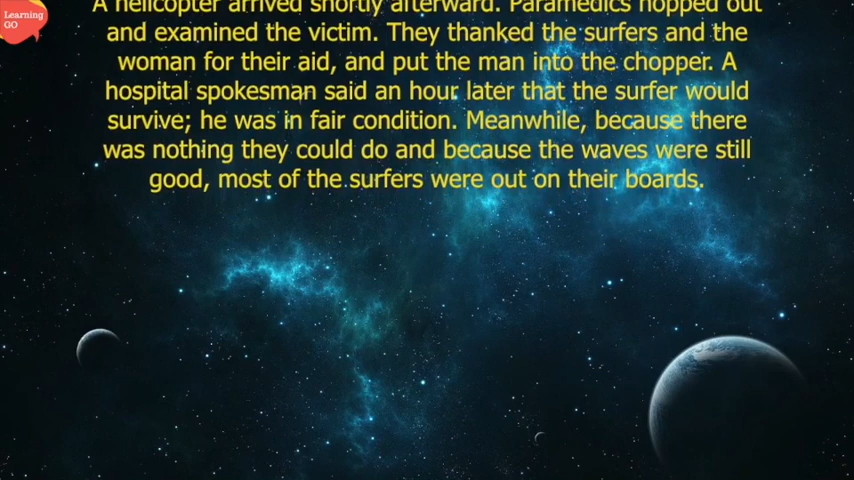 Learning
GO
A helicopter arrived shortly afterward. Paramedics hopped out
and examined the victim. They thanked the surfers and the
woman for their aid, and put the man into the chopper. A
hospital spokesman said an hour later that the surfer would
survive; he was in fair condition. Meanwhile, because there
was nothing they could do and because the waves were still
good, most of the surfers were out on their boards.